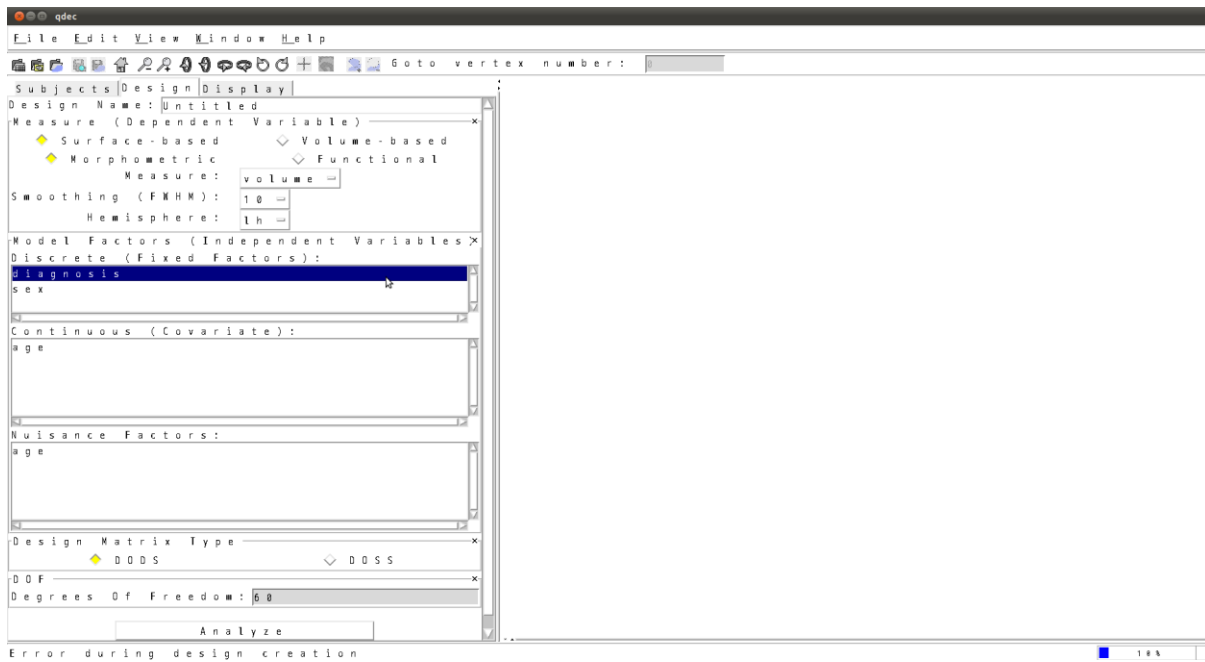 qdec
File Edit View Window Help
Goto vertex number: 0
Subjects Design Display
Design Name: Untitled
Measure (Dependent Variable)
Surface-based Volume-based
Morphometric Functional
Measure: volume
Smoothing (FWHM): 10
Hemisphere: lh
Model Factors (Independent Variables)
Discrete (Fixed Factors):
diagnosis
sex
Continuous (Covariate):
age
Nuisance Factors:
age
Design Matrix Type
DODS DOSS
DOF
Degrees Of Freedom: 60
Analyze
Error during design creation 10%